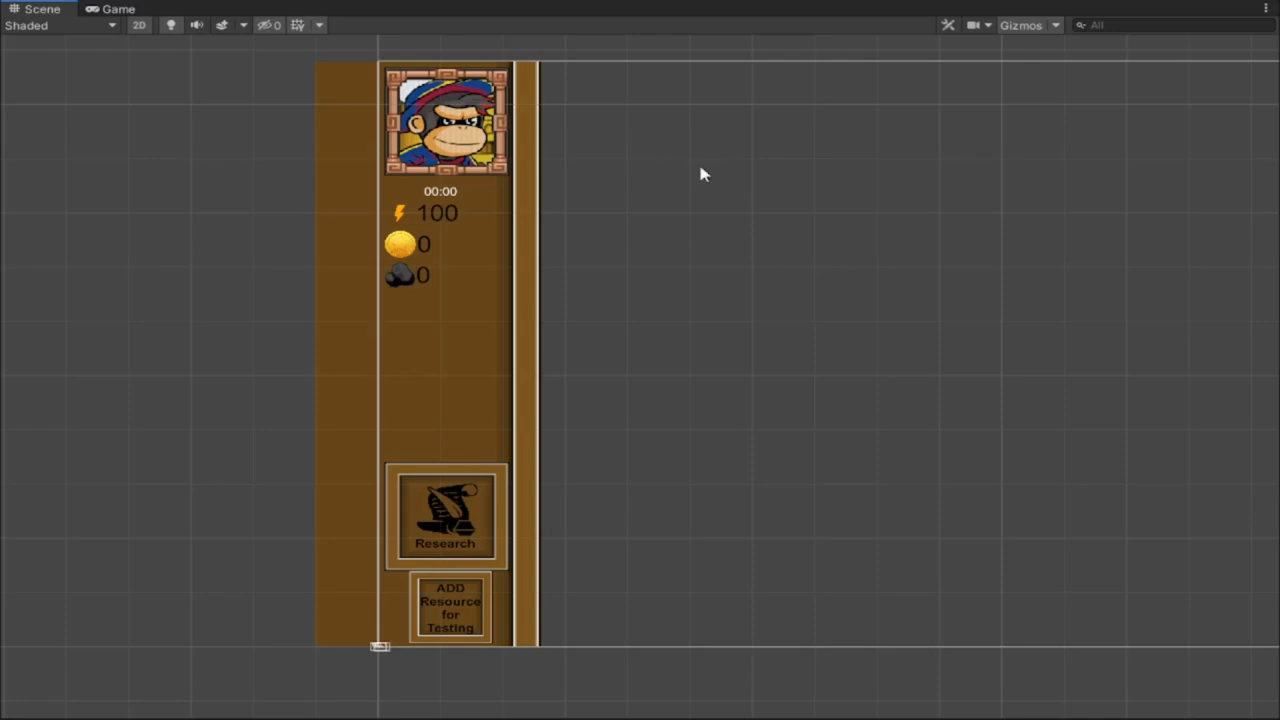 Scene Game
Shaded 2D 0 Gizmos All
00:00
100
0
0
Research
ADD
Resource
for
Testing